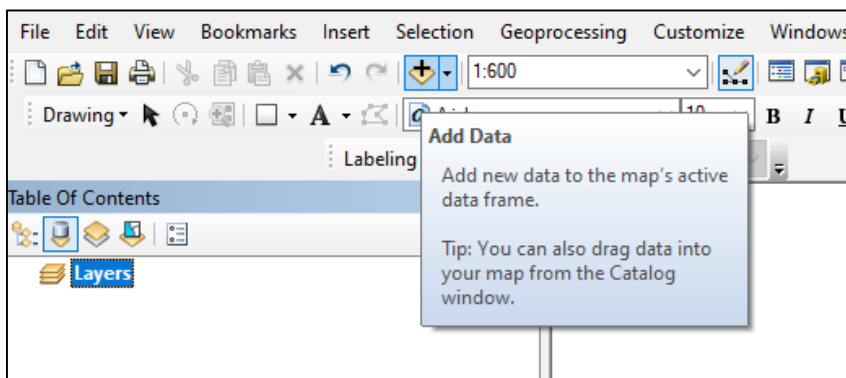 File Edit View Bookmarks Insert Selection Geoprocessing Customize Windows
1:600
Drawing A B I U
Labeling
Add Data
Add new data to the map's active
data frame.
Tip: You can also drag data into
your map from the Catalog
window.
Table Of Contents
Layers